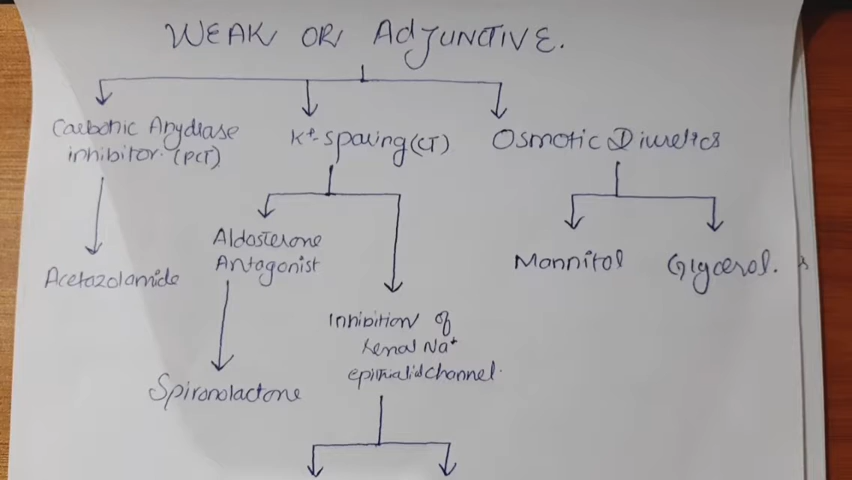 WEAK OR AdJUNCTIVE.
Carbonic Anydrase
inhibitor. (PCT)
K+- sparing (CT)
Osmotic Diuretics
Acetazolamide
Aldosterone
Antagonist
Mannitol
Glycerol.
Spironolactone
Inhibition of
renal Na+
epithelial channel.